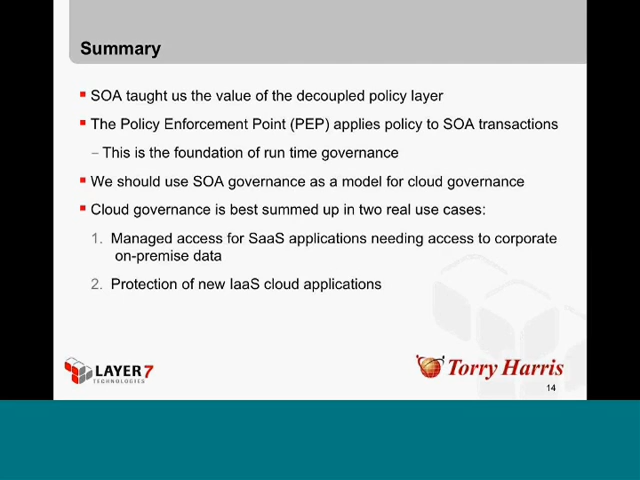 Summary
SOA taught us the value of the decoupled policy layer
The Policy Enforcement Point (PEP) applies policy to SOA transactions
– This is the foundation of run time governance
We should use SOA governance as a model for cloud governance
Cloud governance is best summed up in two real use cases:
1. Managed access for SaaS applications needing access to corporate
on-premise data
2. Protection of new IaaS cloud applications
LAYER 7
TECHNOLOGIES
Torry Harris
14